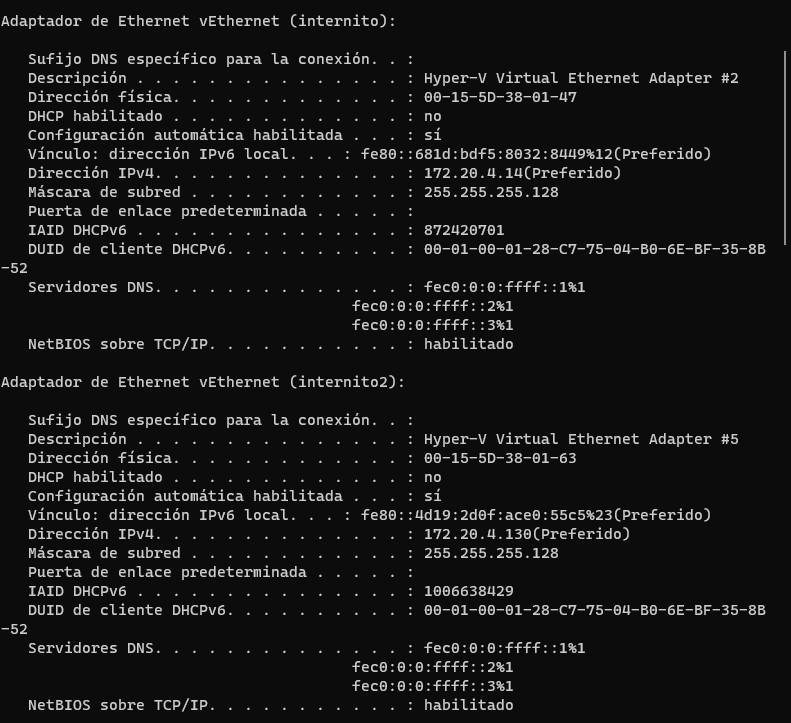 Adaptador de Ethernet vEthernet (internito):
Sufijo DNS específico para la conexión. . :
Descripción . . . . . . . . . . . . . . . : Hyper-V Virtual Ethernet Adapter #2
Dirección física. . . . . . . . . . . . . : 00-15-5D-38-01-47
DHCP habilitado . . . . . . . . . . . . . : no
Configuración automática habilitada . . . : sí
Vínculo: dirección IPv6 local. . . : fe80::681d:bdf5:8032:8449%12(Preferido)
Dirección IPv4. . . . . . . . . . . . . . : 172.20.4.14(Preferido)
Máscara de subred . . . . . . . . . . . . : 255.255.255.128
Puerta de enlace predeterminada . . . . . :
IAID DHCPv6 . . . . . . . . . . . . . . . : 872420701
DUID de cliente DHCPv6. . . . . . . . . . : 00-01-00-01-28-C7-75-04-B0-6E-BF-35-8B
-52
Servidores DNS. . . . . . . . . . . . . . : fec0:0:0:ffff::1%1
fec0:0:0:ffff::2%1
fec0:0:0:ffff::3%1
NetBIOS sobre TCP/IP. . . . . . . . . . . : habilitado
Adaptador de Ethernet vEthernet (internito2):
Sufijo DNS específico para la conexión. . :
Descripción . . . . . . . . . . . . . . . : Hyper-V Virtual Ethernet Adapter #5
Dirección física. . . . . . . . . . . . . : 00-15-5D-38-01-63
DHCP habilitado . . . . . . . . . . . . . : no
Configuración automática habilitada . . . : sí
Vínculo: dirección IPv6 local. . . : fe80::4d19:2d0f:ace0:55c5%23(Preferido)
Dirección IPv4. . . . . . . . . . . . . . : 172.20.4.130(Preferido)
Máscara de subred . . . . . . . . . . . . : 255.255.255.128
Puerta de enlace predeterminada . . . . . :
IAID DHCPv6 . . . . . . . . . . . . . . . : 1006638429
DUID de cliente DHCPv6. . . . . . . . . . : 00-01-00-01-28-C7-75-04-B0-6E-BF-35-8B
-52
Servidores DNS. . . . . . . . . . . . . . : fec0:0:0:ffff::1%1
fec0:0:0:ffff::2%1
fec0:0:0:ffff::3%1
NetBIOS sobre TCP/IP. . . . . . . . . . . : habilitado